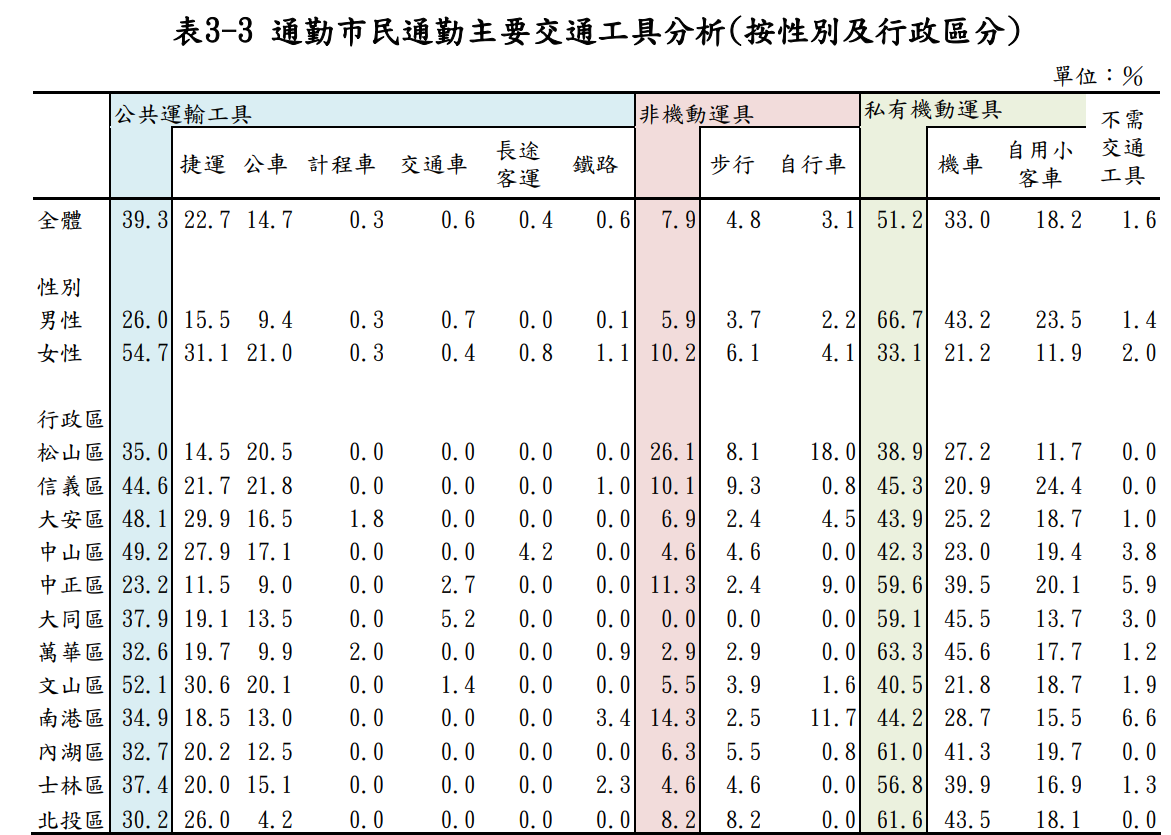 表3-3 通勤市民通勤主要交通工具分析(按性別及行政區分)
單位：%
公共運輸工具 非機動運具 私有機動運具 不需交通工具
捷運 公車 計程車 交通車 長途客運 鐵路 步行 自行車 機車 自用小客車
全體 39.3 22.7 14.7 0.3 0.6 0.4 0.6 7.9 4.8 3.1 51.2 33.0 18.2 1.6
性別
男性 26.0 15.5 9.4 0.3 0.7 0.0 0.1 5.9 3.7 2.2 66.7 43.2 23.5 1.4
女性 54.7 31.1 21.0 0.3 0.4 0.8 1.1 10.2 6.1 4.1 33.1 21.2 11.9 2.0
行政區
松山區 35.0 14.5 20.5 0.0 0.0 0.0 0.0 26.1 8.1 18.0 38.9 27.2 11.7 0.0
信義區 44.6 21.7 21.8 0.0 0.0 0.0 1.0 10.1 9.3 0.8 45.3 20.9 24.4 0.0
大安區 48.1 29.9 16.5 1.8 0.0 0.0 0.0 6.9 2.4 4.5 43.9 25.2 18.7 1.0
中山區 49.2 27.9 17.1 0.0 0.0 4.2 0.0 4.6 4.6 0.0 42.3 23.0 19.4 3.8
中正區 23.2 11.5 9.0 0.0 2.7 0.0 0.0 11.3 2.4 9.0 59.6 39.5 20.1 5.9
大同區 37.9 19.1 13.5 0.0 5.2 0.0 0.0 0.0 0.0 0.0 59.1 45.5 13.7 3.0
萬華區 32.6 19.7 9.9 2.0 0.0 0.0 0.9 2.9 2.9 0.0 63.3 45.6 17.7 1.2
文山區 52.1 30.6 20.1 0.0 1.4 0.0 0.0 5.5 3.9 1.6 40.5 21.8 18.7 1.9
南港區 34.9 18.5 13.0 0.0 0.0 0.0 3.4 14.3 2.5 11.7 44.2 28.7 15.5 6.6
內湖區 32.7 20.2 12.5 0.0 0.0 0.0 0.0 6.3 5.5 0.8 61.0 41.3 19.7 0.0
士林區 37.4 20.0 15.1 0.0 0.0 0.0 2.3 4.6 4.6 0.0 56.8 39.9 16.9 1.3
北投區 30.2 26.0 4.2 0.0 0.0 0.0 0.0 8.2 8.2 0.0 61.6 43.5 18.1 0.0